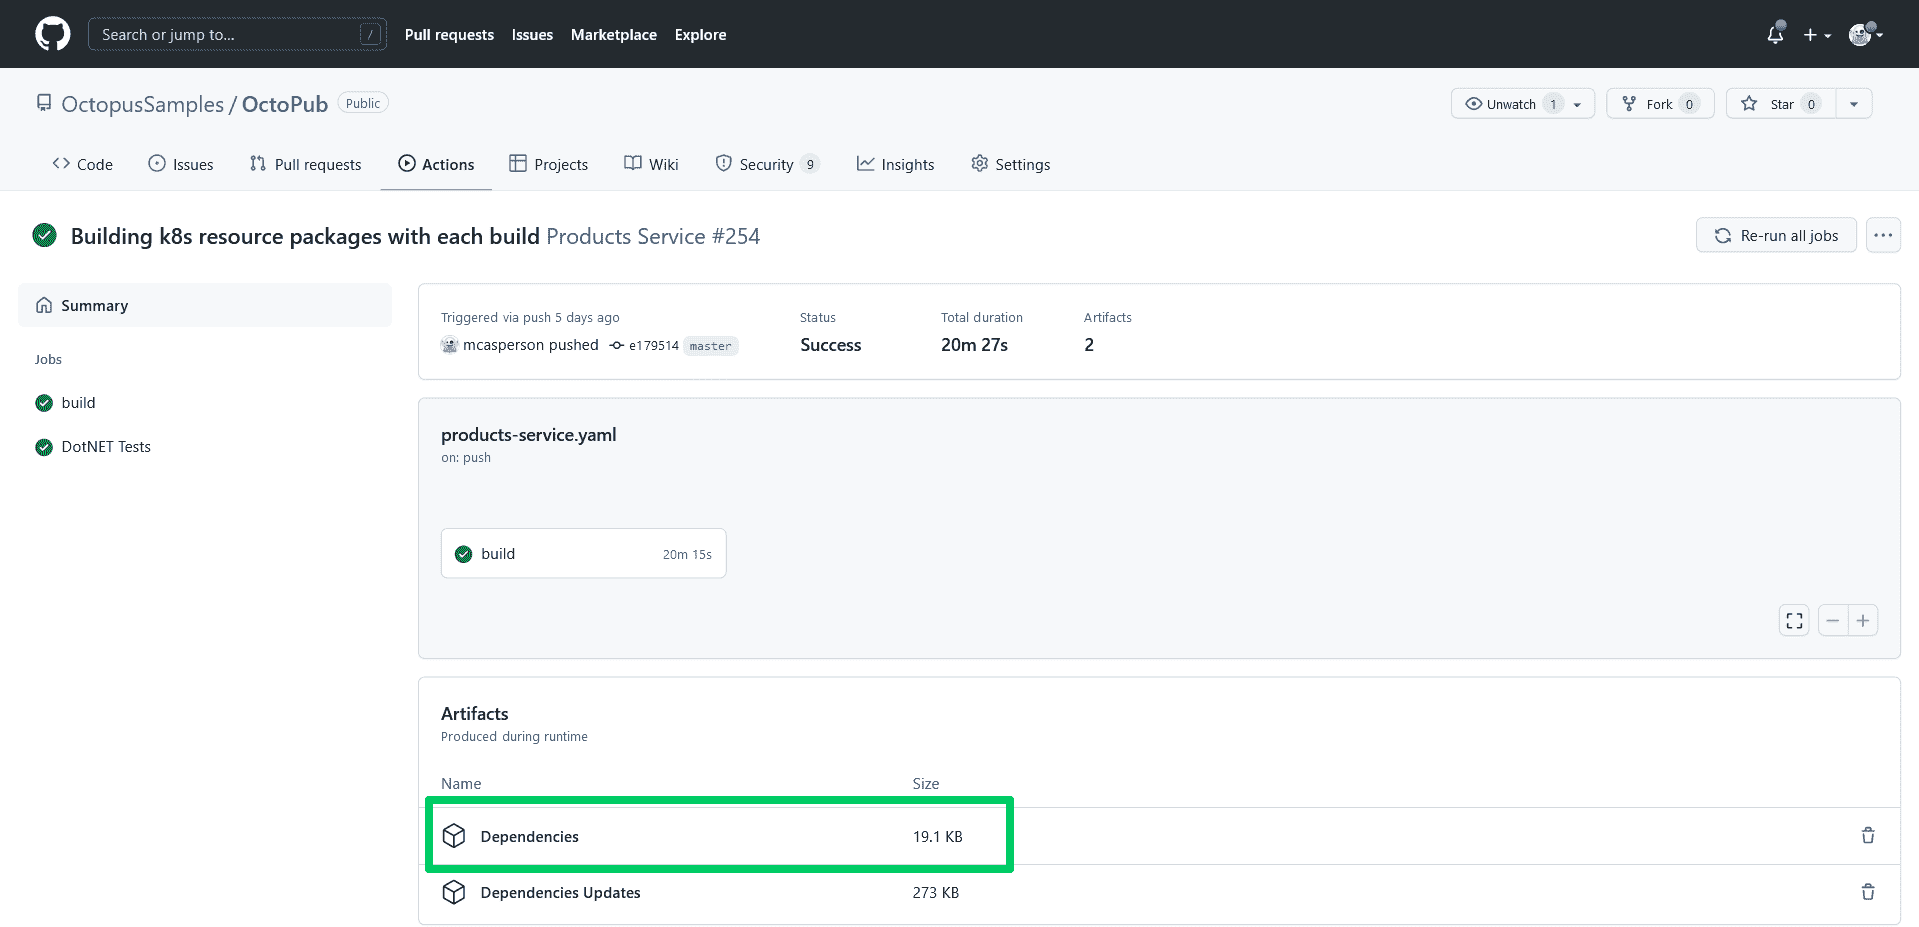 Search or jump to... / Pull requests Issues Marketplace Explore
OctopusSamples / OctoPub Public Unwatch 1 Fork 0 Star 0
Code Issues Pull requests Actions Projects Wiki Security 9 Insights Settings
Building k8s resource packages with each build Products Service #254 Re-run all jobs
Summary
Jobs
build
DotNET Tests
Triggered via push 5 days ago Status Total duration Artifacts
mcasperson pushed e179514 master Success 20m 27s 2
products-service.yaml
on: push
build 20m 15s
Artifacts
Produced during runtime
Name Size
Dependencies 19.1 KB
Dependencies Updates 273 KB